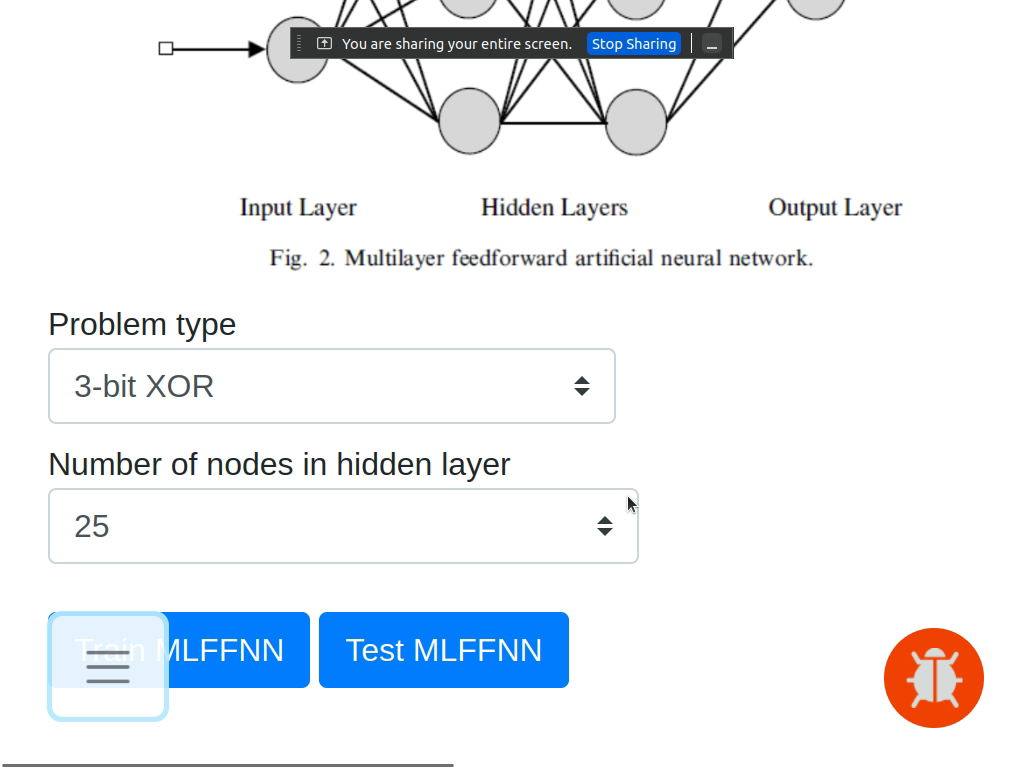 You are sharing your entire screen. Stop Sharing
Input Layer Hidden Layers Output Layer
Fig. 2. Multilayer feedforward artificial neural network.
Problem type
3-bit XOR
Number of nodes in hidden layer
25
Train MLFFNN Test MLFFNN